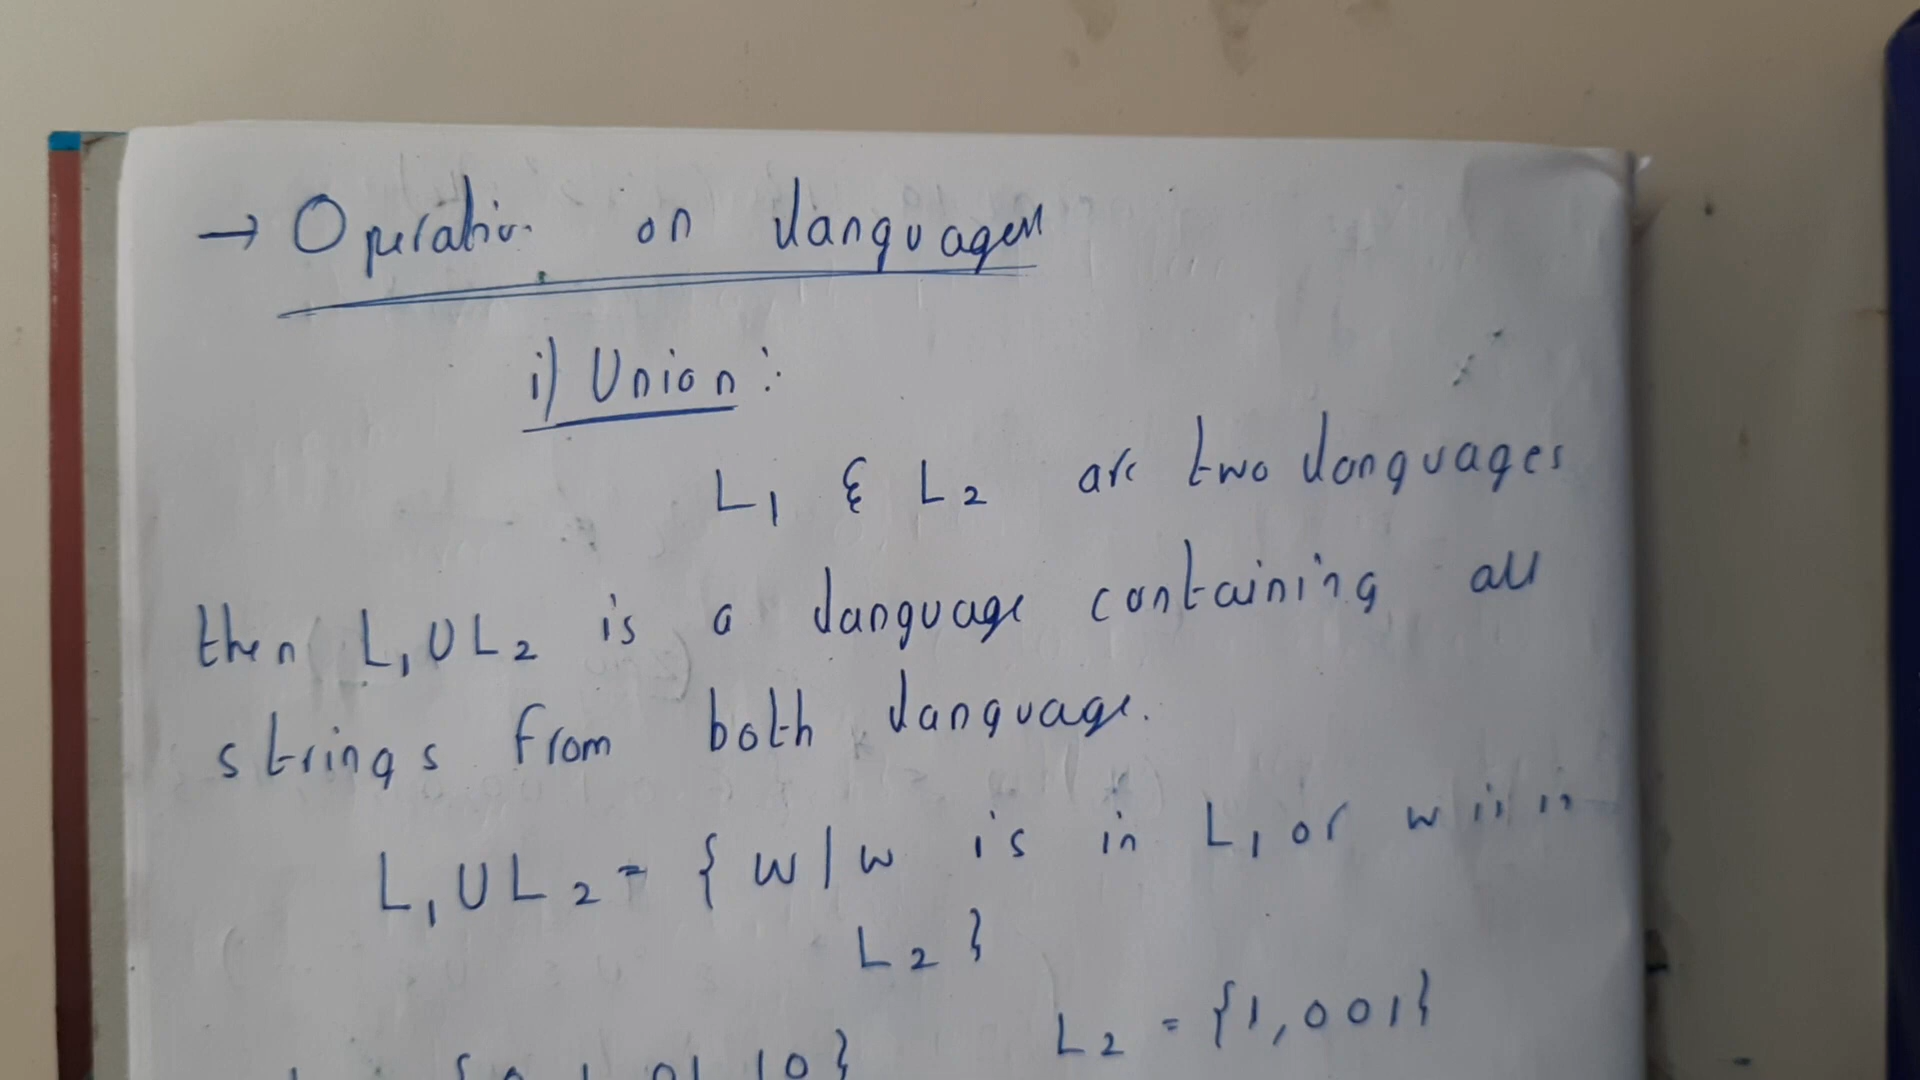 → Operation on languages
i) Union:
L1 & L2 are two languages
then L1 U L2 is a language containing all
strings from both language.
L1 U L2 = { w / w is in L1 or w is in
L2 }
L2 = {1, 001}